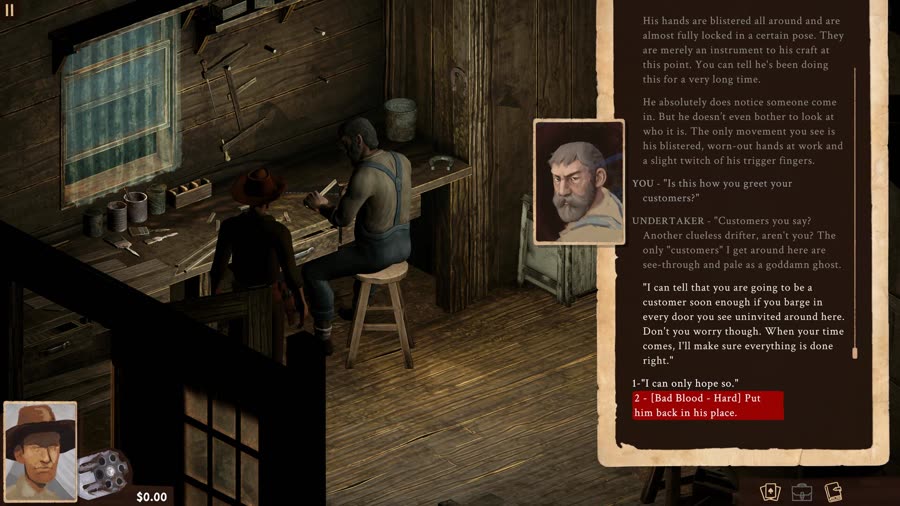 His hands are blistered all around and are
almost fully locked in a certain pose. They
are merely an instrument to his craft at
this point. You can tell he's been doing
this for a very long time.
He absolutely does notice someone come
in. But he doesn't even bother to look at
who it is. The only movement you see is
his blistered, worn-out hands at work and
a slight twitch of his trigger fingers.
YOU - "Is this how you greet your
customers?"
UNDERTAKER - "Customers you say?
Another clueless drifter, aren't you? The
only "customers" I get around here are
see-through and pale as a goddamn ghost.
"I can tell that you are going to be a
customer soon enough if you barge in
every door you see uninvited around here.
Don't you worry though. When your time
comes, I'll make sure everything is done
right."
1-"I can only hope so."
2 - [Bad Blood - Hard] Put
him back in his place.
$0.00